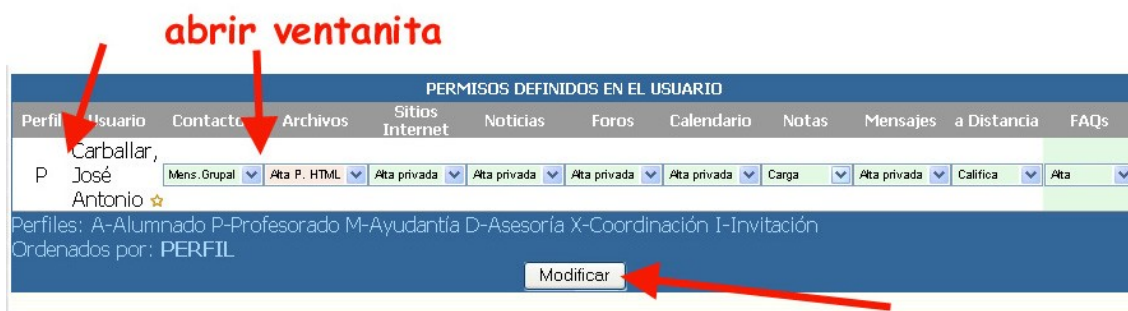 abrir ventanita
PERMISOS DEFINIDOS EN EL USUARIO
Perfil Usuario Contactos Archivos Sitios Internet Noticias Foros Calendario Notas Mensajes a Distancia FAQs
P Carballar, José Antonio Mens.Grupal Alta P. HTML Alta privada Alta privada Alta privada Alta privada Carga Alta privada Califica Alta
Perfiles: A-Alumnado P-Profesorado M-Ayudantía D-Asesoría X-Coordinación I-Invitación
Ordenados por: PERFIL
Modificar